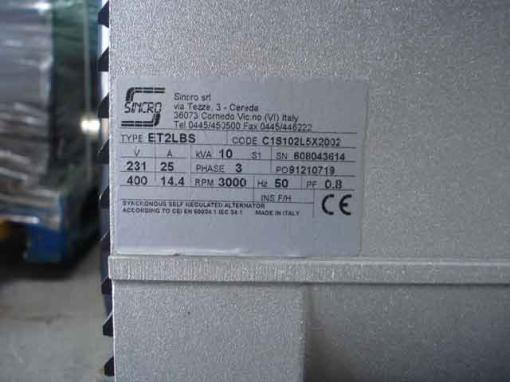 SINCRO
Sincro srl
via Tezze, 3 - Cereda
36073 Cornedo Vic.no (VI) Italy
Tel 0445/450500 Fax 0445/446222
TYPE ET2LBS CODE C1S102L5X2002
V A kVA 10 S1 SN 608043614
231 25 PHASE 3 PO91210719
400 14.4 RPM 3000 Hz 50 PF 0.8
INS F/H
SYNCRONOUS SELF REGULATED ALTERNATOR
ACCORDING TO CEI EN 60034.1 IEC 34.1 MADE IN ITALY
CE